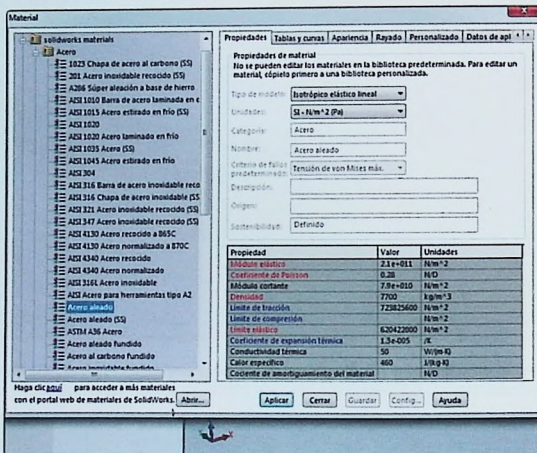 Material
solidworks materials
Acero
1023 Chapa de acero al carbono (SS)
201 Acero inoxidable recocido (SS)
A286 Súper aleación a base de hierro
AISI 1010 Barra de acero laminada en c
AISI 1015 Acero estirado en frío (SS)
AISI 1020
AISI 1020 Acero laminado en frío
AISI 1035 Acero (SS)
AISI 1045 Acero estirado en frío
AISI 304
AISI 316 Barra de acero inoxidable reco
AISI 316 Chapa de acero inoxidable (SS
AISI 321 Acero inoxidable recocido (SS)
AISI 347 Acero inoxidable recocido (SS)
AISI 4130 Acero recocido a 865C
AISI 4130 Acero normalizado a 870C
AISI 4340 Acero recocido
AISI 4340 Acero normalizado
AISI 316L Acero inoxidable
AISI Acero para herramientas tipo A2
Acero aleado
Acero aleado (SS)
ASTM A36 Acero
Acero aleado fundido
Acero al carbono fundido
Acero inoxidable fundido
Haga clic aquí para acceder a más materiales
con el portal web de materiales de SolidWorks. Abrir...
Propiedades Tablas y curvas Apariencia Rayado Personalizado Datos de apl
Propiedades de material
No se pueden editar los materiales en la biblioteca predeterminada. Para editar un
material, cópielo primero a una biblioteca personalizada.
Tipo de modelo: Isotrópico elástico lineal
Unidades: SI - N/m^2 (Pa)
Categoría: Acero
Nombre: Acero aleado
Criterio de fallos
predeterminado: Tensión de von Mises máx.
Descripción:
Origen:
Sostenibilidad: Definido
Propiedad Valor Unidades
Módulo elástico 2.1e+011 N/m^2
Coeficiente de Poisson 0.28 N/D
Módulo cortante 7.9e+010 N/m^2
Densidad 7700 kg/m^3
Límite de tracción 723825600 N/m^2
Límite de compresión N/m^2
Límite elástico 620422000 N/m^2
Coeficiente de expansión térmica 1.3e-005 /K
Conductividad térmica 50 W/(m·K)
Calor específico 460 J/(kg·K)
Cociente de amortiguamiento del material N/D
Aplicar Cerrar Guardar Config... Ayuda